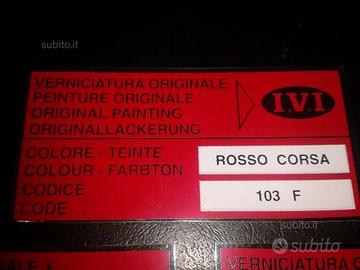 subito.it
VERNICIATURA ORIGINALE
PEINTURE ORIGINALE
ORIGINAL PAINTING
ORIGINALLACKERUNG
I.V.I.
COLORE - TEINTE
COLOUR - FARBTON
ROSSO CORSA
CODICE
CODE
103 F
subito.it
VERNICIATURA